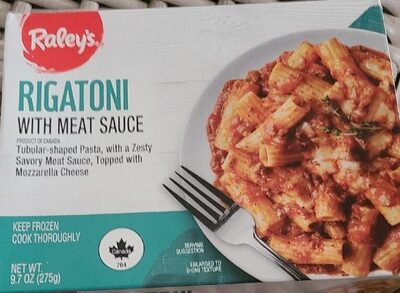 Raley's.
RIGATONI
WITH MEAT SAUCE
PRODUCT OF CANADA
Tubular-shaped Pasta, with a Zesty
Savory Meat Sauce, Topped with
Mozzarella Cheese
KEEP FROZEN
COOK THOROUGHLY
Canada
764
SERVING
SUGGESTION
ENLARGED TO
SHOW TEXTURE
NET WT.
9.7 OZ (275g)